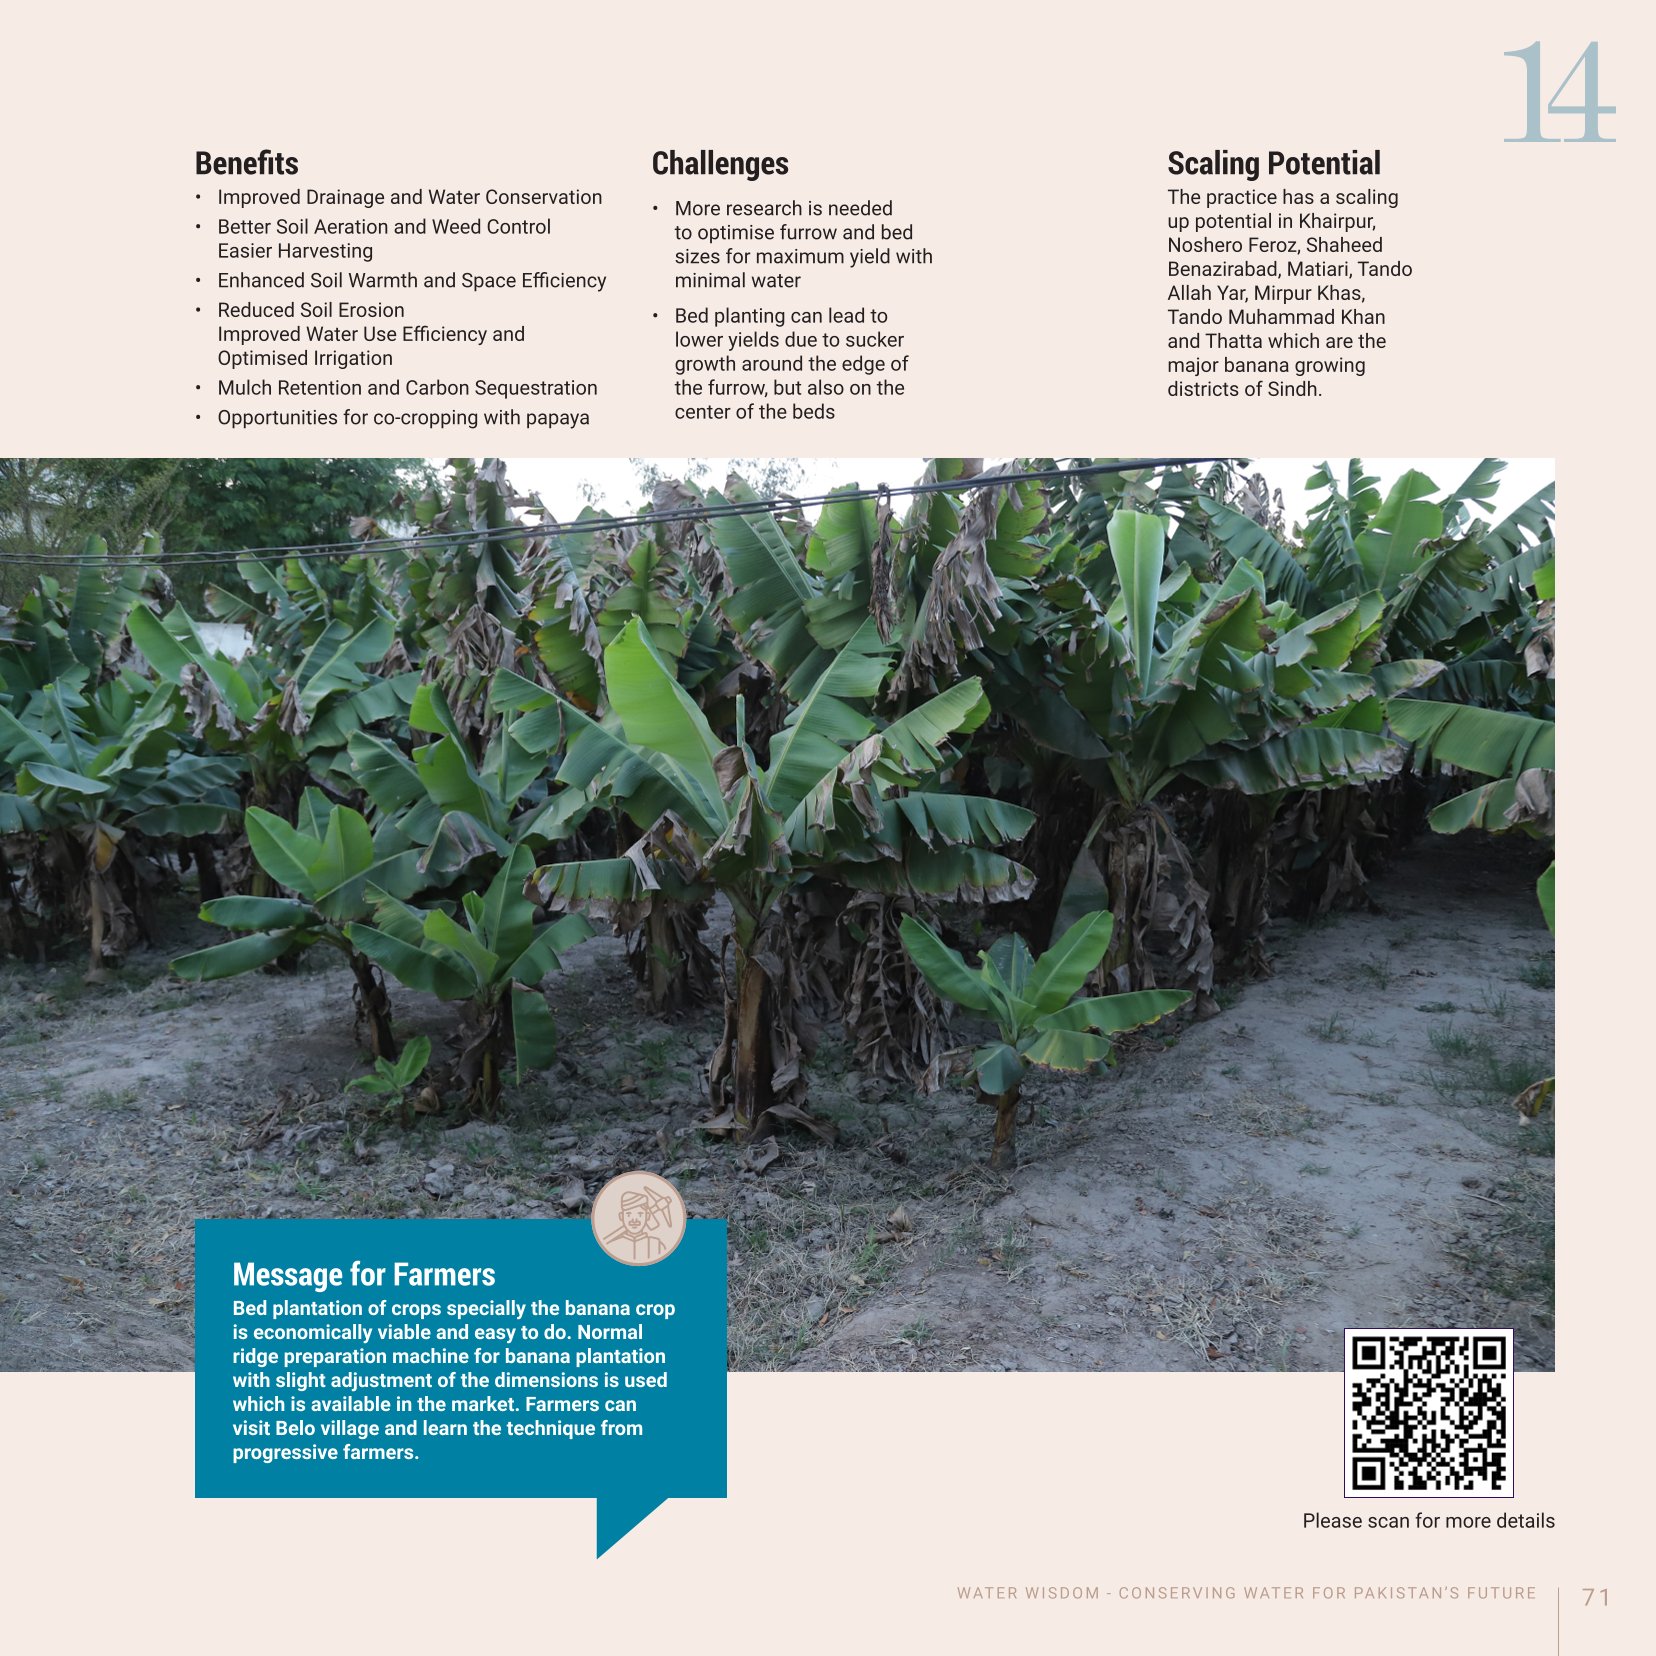 14
Benefits
• Improved Drainage and Water Conservation
• Better Soil Aeration and Weed Control
Easier Harvesting
• Enhanced Soil Warmth and Space Efficiency
• Reduced Soil Erosion
Improved Water Use Efficiency and
Optimised Irrigation
• Mulch Retention and Carbon Sequestration
• Opportunities for co-cropping with papaya
Challenges
• More research is needed
to optimise furrow and bed
sizes for maximum yield with
minimal water
• Bed planting can lead to
lower yields due to sucker
growth around the edge of
the furrow, but also on the
center of the beds
Scaling Potential
The practice has a scaling
up potential in Khairpur,
Noshero Feroz, Shaheed
Benazirabad, Matiari, Tando
Allah Yar, Mirpur Khas,
Tando Muhammad Khan
and Thatta which are the
major banana growing
districts of Sindh.
Message for Farmers
Bed plantation of crops specially the banana crop
is economically viable and easy to do. Normal
ridge preparation machine for banana plantation
with slight adjustment of the dimensions is used
which is available in the market. Farmers can
visit Belo village and learn the technique from
progressive farmers.
Please scan for more details
WATER WISDOM - CONSERVING WATER FOR PAKISTAN'S FUTURE
71